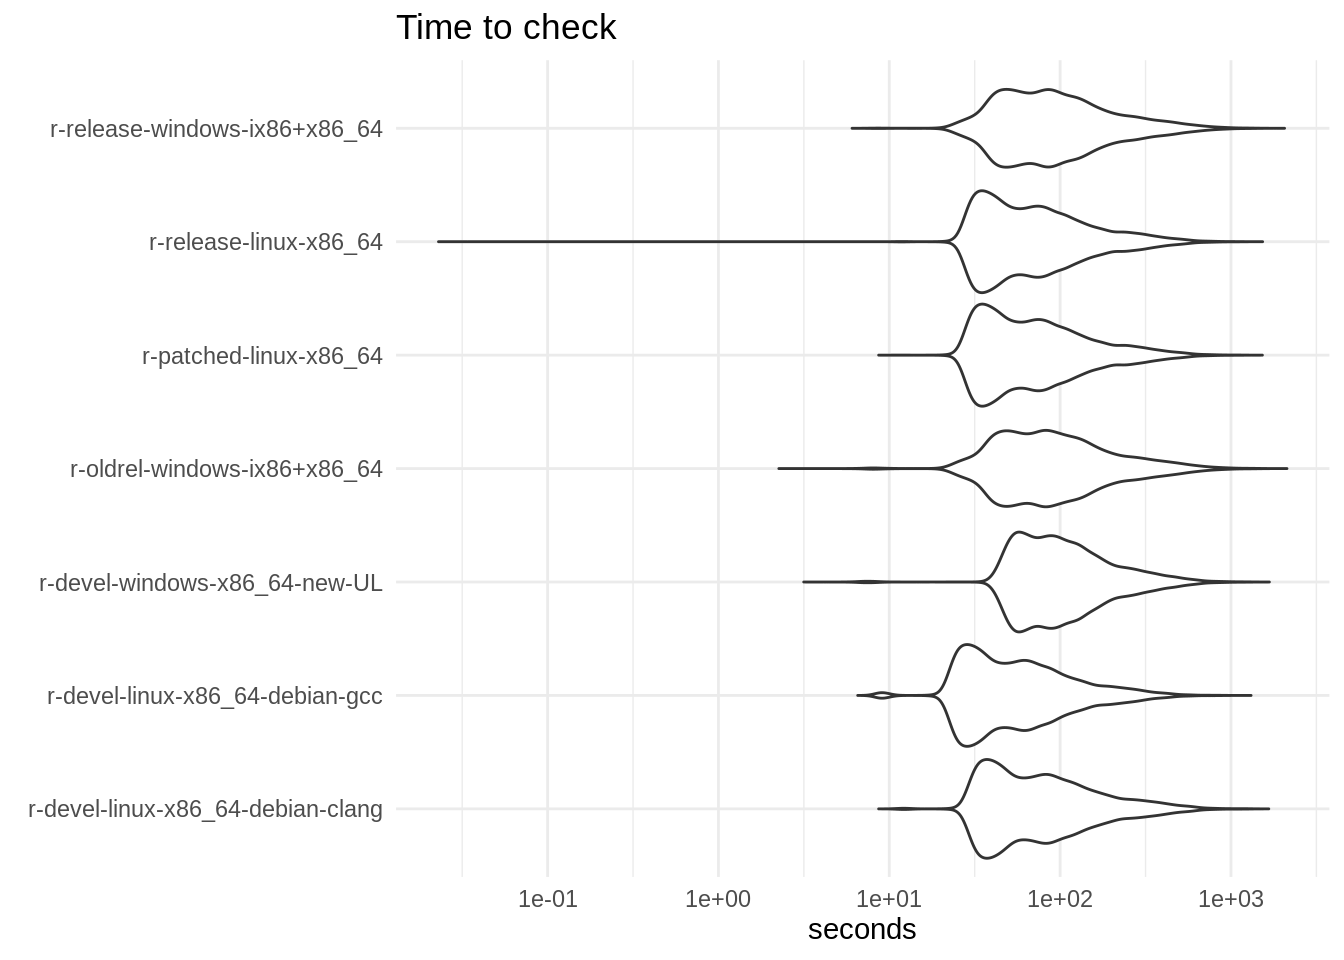 Time to check
r-release-windows-ix86+x86_64
r-release-linux-x86_64
r-patched-linux-x86_64
r-oldrel-windows-ix86+x86_64
r-devel-windows-x86_64-new-UL
r-devel-linux-x86_64-debian-gcc
r-devel-linux-x86_64-debian-clang
1e-01 1e+00 1e+01 1e+02 1e+03
seconds